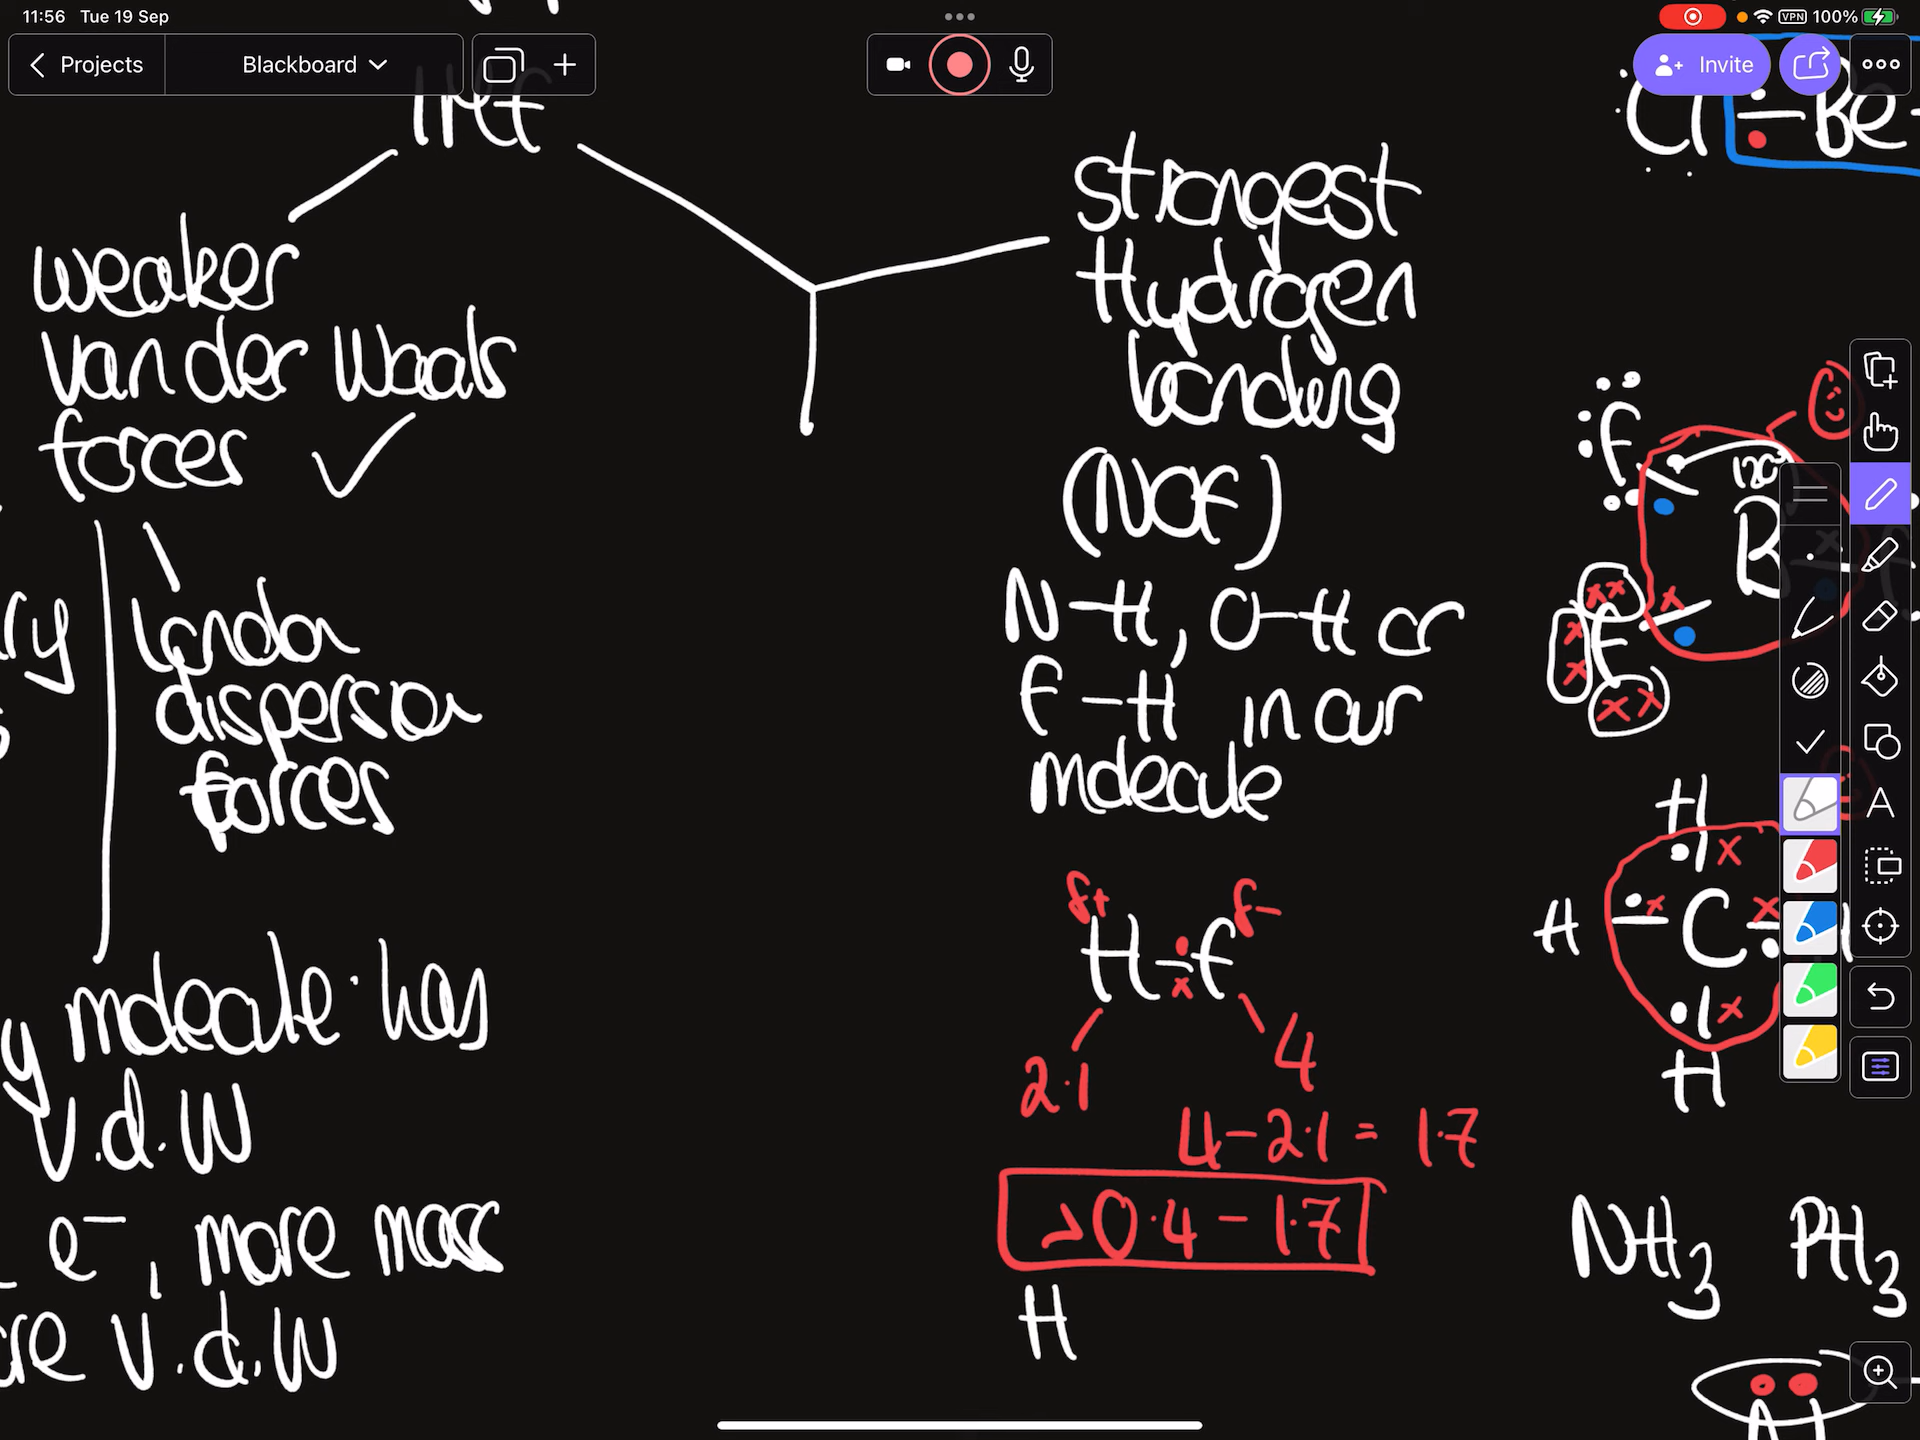 11:56 Tue 19 Sep
VPN 100%
Projects
Blackboard
Invite
IMF
weaker
van der Waals
forces ✓
London
dispersion
forces
molecule has
V.d.W
e⁻, more mass
V.d.W
strongest
Hydrogen
bonding
(NOF)
N-H, O-H or
F-H in our
molecule
δ+ δ-
H-F
2.1 4
4-2.1 = 1.7
>0.4-1.7
H
Cl Be
F
B
F
H
H C
H
NH₃ PH₃
A